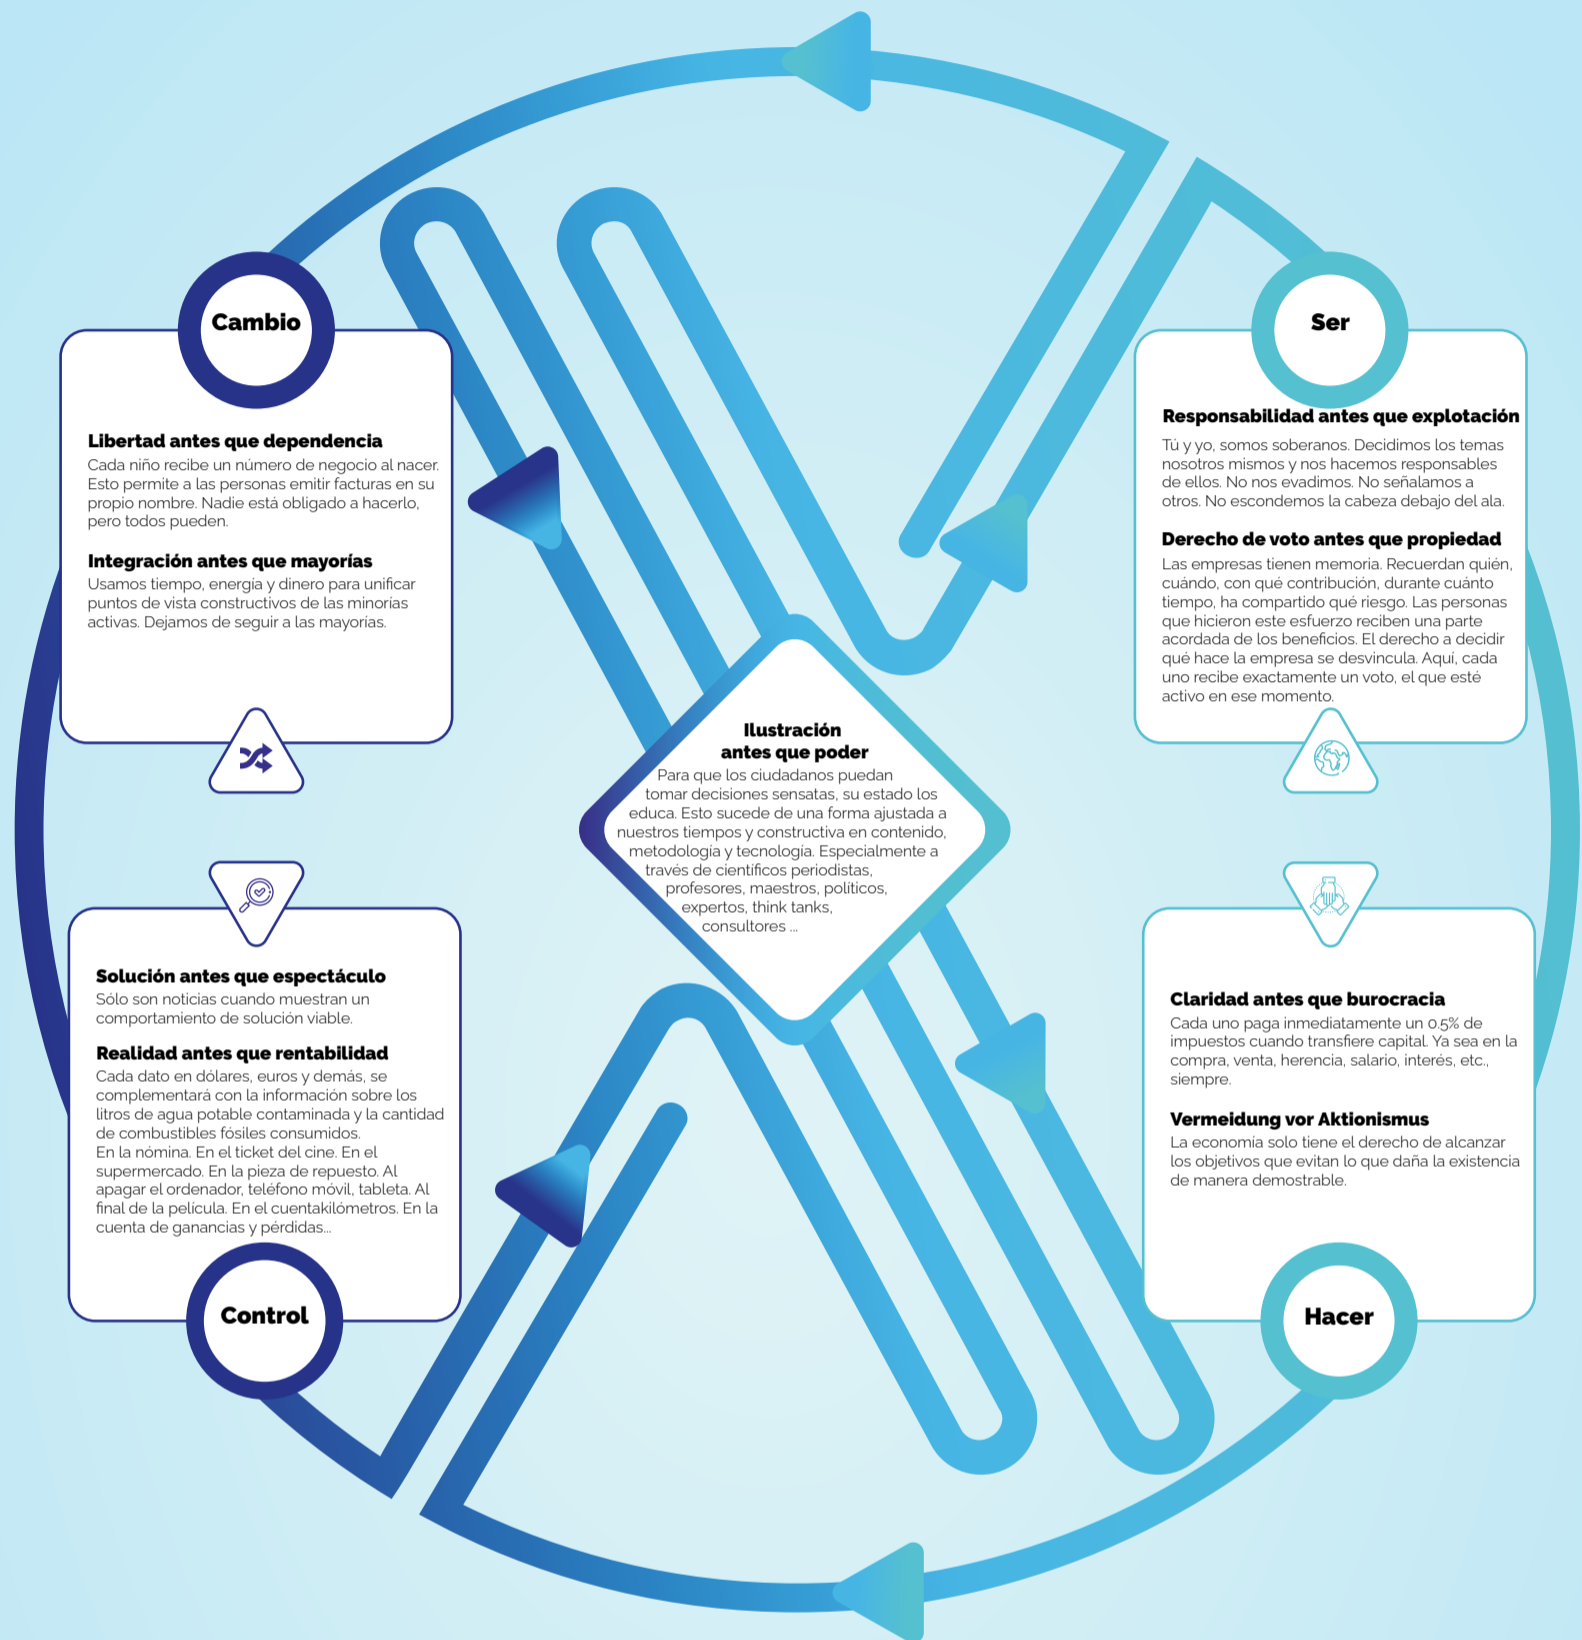 Cambio
Libertad antes que dependencia
Cada niño recibe un número de negocio al nacer.
Esto permite a las personas emitir facturas en su
propio nombre. Nadie está obligado a hacerlo,
pero todos pueden.
Integración antes que mayorías
Usamos tiempo, energía y dinero para unificar
puntos de vista constructivos de las minorías
activas. Dejamos de seguir a las mayorías.
Ser
Responsabilidad antes que explotación
Tú y yo, somos soberanos. Decidimos los temas
nosotros mismos y nos hacemos responsables
de ellos. No nos evadimos. No señalamos a
otros. No escondemos la cabeza debajo del ala.
Derecho de voto antes que propiedad
Las empresas tienen memoria. Recuerdan quién,
cuándo, con qué contribución, durante cuánto
tiempo, ha compartido qué riesgo. Las personas
que hicieron este esfuerzo reciben una parte
acordada de los beneficios. El derecho a decidir
qué hace la empresa se desvincula. Aquí, cada
uno recibe exactamente un voto, el que esté
activo en ese momento.
Ilustración
antes que poder
Para que los ciudadanos puedan
tomar decisiones sensatas, su estado los
educa. Esto sucede de una forma ajustada a
nuestros tiempos y constructiva en contenido,
metodología y tecnología. Especialmente a
través de científicos periodistas,
profesores, maestros, políticos,
expertos, think tanks,
consultores ...
Solución antes que espectáculo
Sólo son noticias cuando muestran un
comportamiento de solución viable.
Realidad antes que rentabilidad
Cada dato en dólares, euros y demás, se
complementará con la información sobre los
litros de agua potable contaminada y la cantidad
de combustibles fósiles consumidos.
En la nómina. En el ticket del cine. En el
supermercado. En la pieza de repuesto. Al
apagar el ordenador, teléfono móvil, tableta. Al
final de la película. En el cuentakilómetros. En la
cuenta de ganancias y pérdidas...
Control
Claridad antes que burocracia
Cada uno paga inmediatamente un 0.5% de
impuestos cuando transfiere capital. Ya sea en la
compra, venta, herencia, salario, interés, etc.,
siempre.
Vermeidung vor Aktionismus
La economía solo tiene el derecho de alcanzar
los objetivos que evitan lo que daña la existencia
de manera demostrable.
Hacer